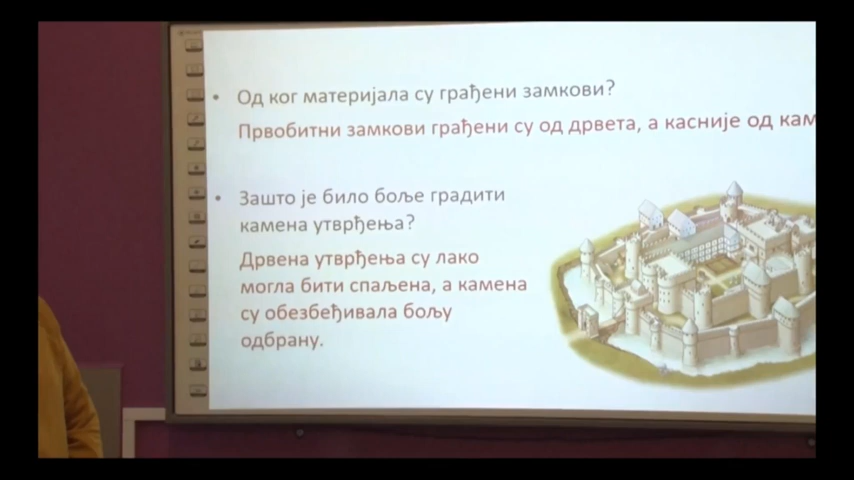 • Од ког материјала су грађени замкови?
Првобитни замкови грађени су од дрвета, а касније од кам
• Зашто је било боље градити
камена утврђења?
Дрвена утврђења су лако
могла бити спаљена, а камена
су обезбеђивала бољу
одбрану.